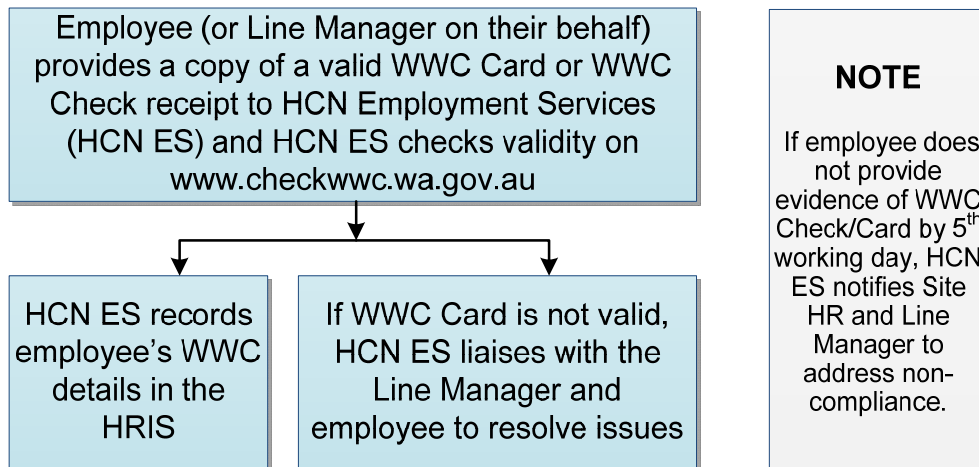 Employee (or Line Manager on their behalf)
provides a copy of a valid WWC Card or WWC
Check receipt to HCN Employment Services
(HCN ES) and HCN ES checks validity on
www.checkwwc.wa.gov.au
HCN ES records
employee's WWC
details in the
HRIS
If WWC Card is not valid,
HCN ES liaises with the
Line Manager and
employee to resolve issues
NOTE
If employee does
not provide
evidence of WWC
Check/Card by 5th
working day, HCN
ES notifies Site
HR and Line
Manager to
address non-
compliance.